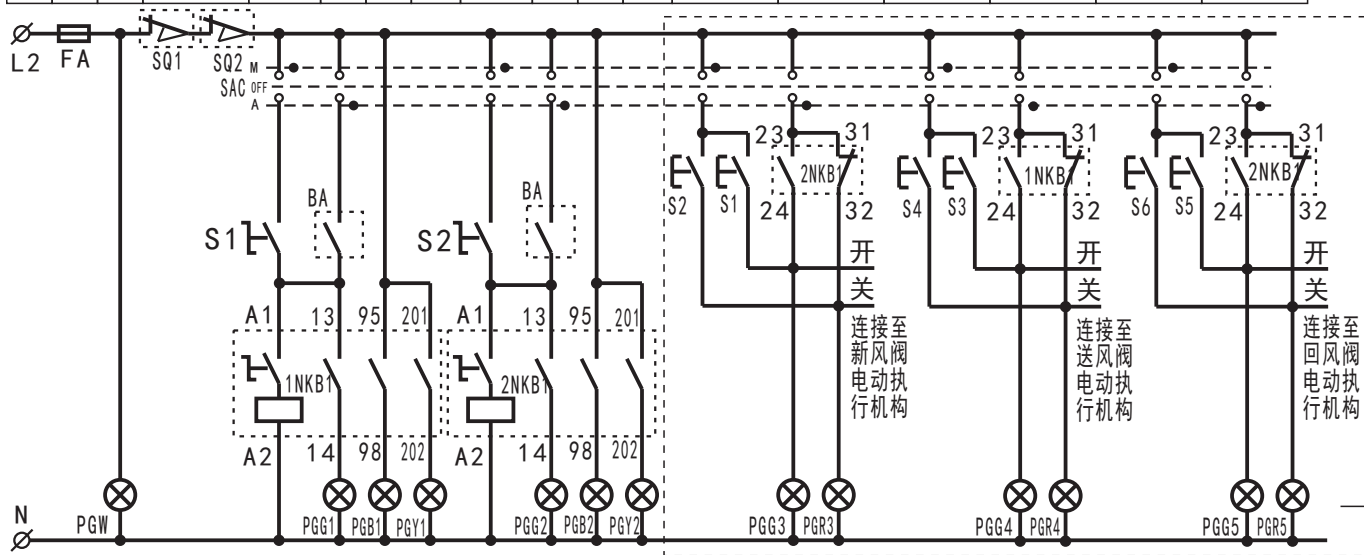 L2
FA
SQ1
SQ2
M
SAC
OFF
A
S1
BA
S2
BA
S2
S1
23
31
2NKB1
24
32
开
关
连接至
新风阀
电动执
行机构
S4
S3
23
31
1NKB1
24
32
开
关
连接至
送风阀
电动执
行机构
S6
S5
23
31
2NKB1
24
32
开
关
连接至
回风阀
电动执
行机构
A1
13
95
201
1NKB1
A2
14
98
202
A1
13
95
201
2NKB1
A2
14
98
202
N
PGW
PGG1
PGB1
PGY1
PGG2
PGB2
PGY2
PGG3
PGR3
PGG4
PGR4
PGG5
PGR5